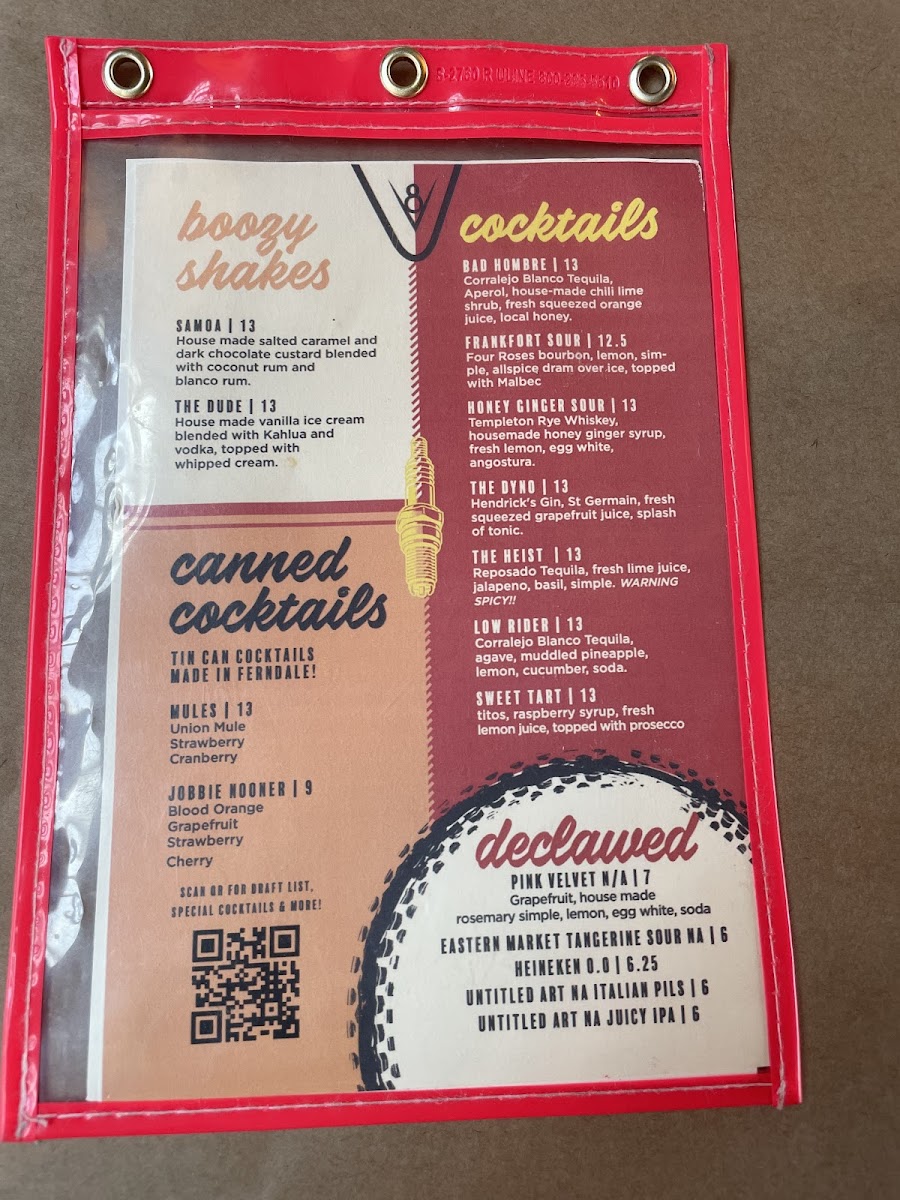 boozy
shakes
SAMOA | 13
House made salted caramel and
dark chocolate custard blended
with coconut rum and
blanco rum.
THE DUDE | 13
House made vanilla ice cream
blended with Kahlua and
vodka, topped with
whipped cream.
canned
cocktails
TIN CAN COCKTAILS
MADE IN FERNDALE!
MULES | 13
Union Mule
Strawberry
Cranberry
JOBBIE NOONER | 9
Blood Orange
Grapefruit
Strawberry
Cherry
SCAN QR FOR DRAFT LIST,
SPECIAL COCKTAILS & MORE!
V8
cocktails
BAD HOMBRE | 13
Corralejo Blanco Tequila,
Aperol, house-made chili lime
shrub, fresh squeezed orange
juice, local honey.
FRANKFORT SOUR | 12.5
Four Roses bourbon, lemon, sim-
ple, allspice dram over ice, topped
with Malbec
HONEY GINGER SOUR | 13
Templeton Rye Whiskey,
housemade honey ginger syrup,
fresh lemon, egg white,
angostura.
THE DYNO | 13
Hendrick's Gin, St Germain, fresh
squeezed grapefruit juice, splash
of tonic.
THE HEIST | 13
Reposado Tequila, fresh lime juice,
jalapeno, basil, simple. WARNING
SPICY!!
LOW RIDER | 13
Corralejo Blanco Tequila,
agave, muddled pineapple,
lemon, cucumber, soda.
SWEET TART | 13
titos, raspberry syrup, fresh
lemon juice, topped with prosecco
declawed
PINK VELVET N/A | 7
Grapefruit, house made
rosemary simple, lemon, egg white, soda
EASTERN MARKET TANGERINE SOUR NA | 6
HEINEKEN 0.0 | 6.25
UNTITLED ART NA ITALIAN PILS | 6
UNTITLED ART NA JUICY IPA | 6